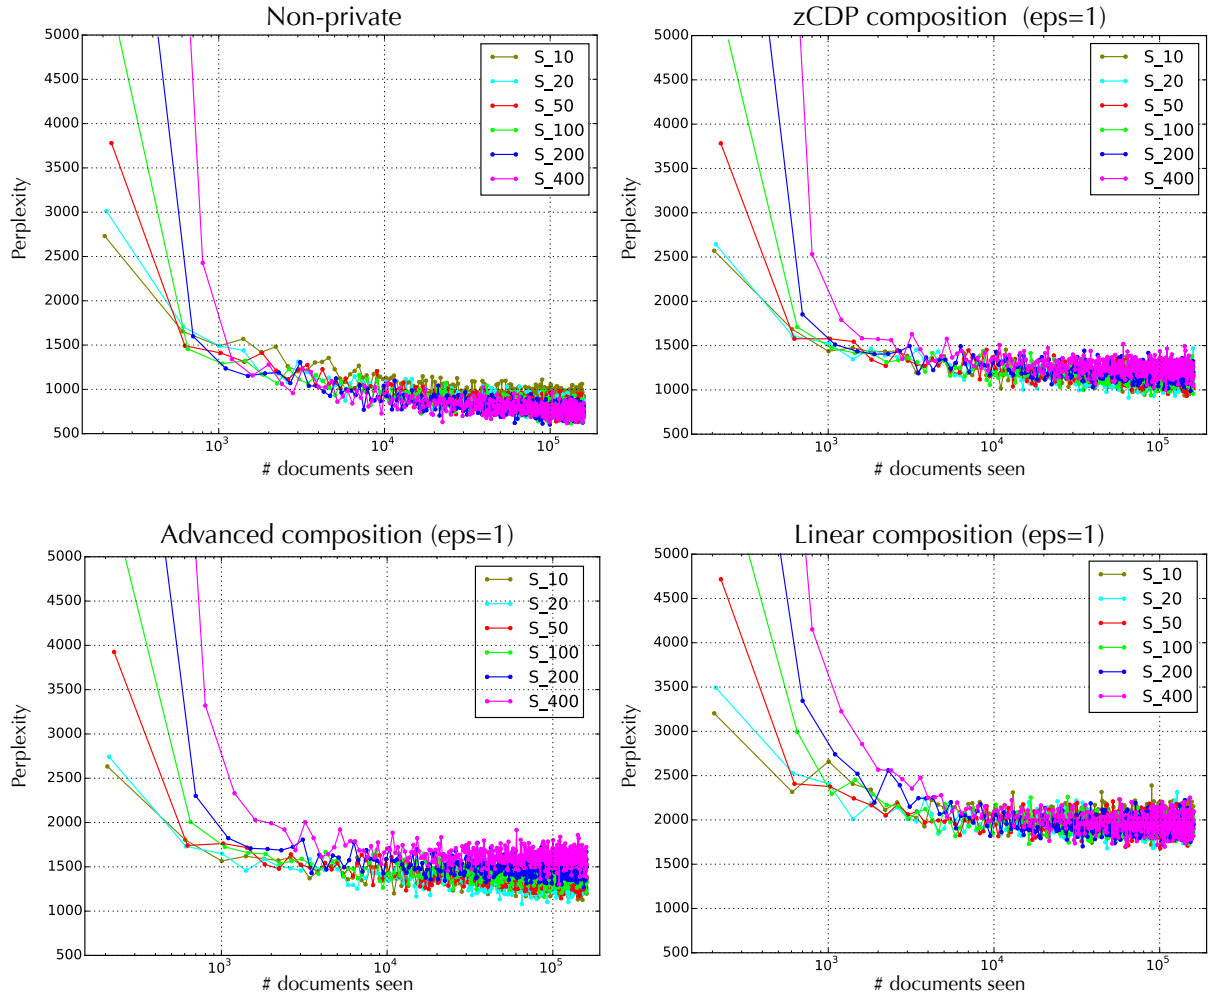 Non-private
5000
4500
4000
3500
3000
2500
2000
1500
1000
500
Perplexity
S_10
S_20
S_50
S_100
S_200
S_400
10^3
10^4
10^5
# documents seen
zCDP composition (eps=1)
5000
4500
4000
3500
3000
2500
2000
1500
1000
500
Perplexity
S_10
S_20
S_50
S_100
S_200
S_400
10^3
10^4
10^5
# documents seen
Advanced composition (eps=1)
5000
4500
4000
3500
3000
2500
2000
1500
1000
500
Perplexity
S_10
S_20
S_50
S_100
S_200
S_400
10^3
10^4
10^5
# documents seen
Linear composition (eps=1)
5000
4500
4000
3500
3000
2500
2000
1500
1000
500
Perplexity
S_10
S_20
S_50
S_100
S_200
S_400
10^3
10^4
10^5
# documents seen